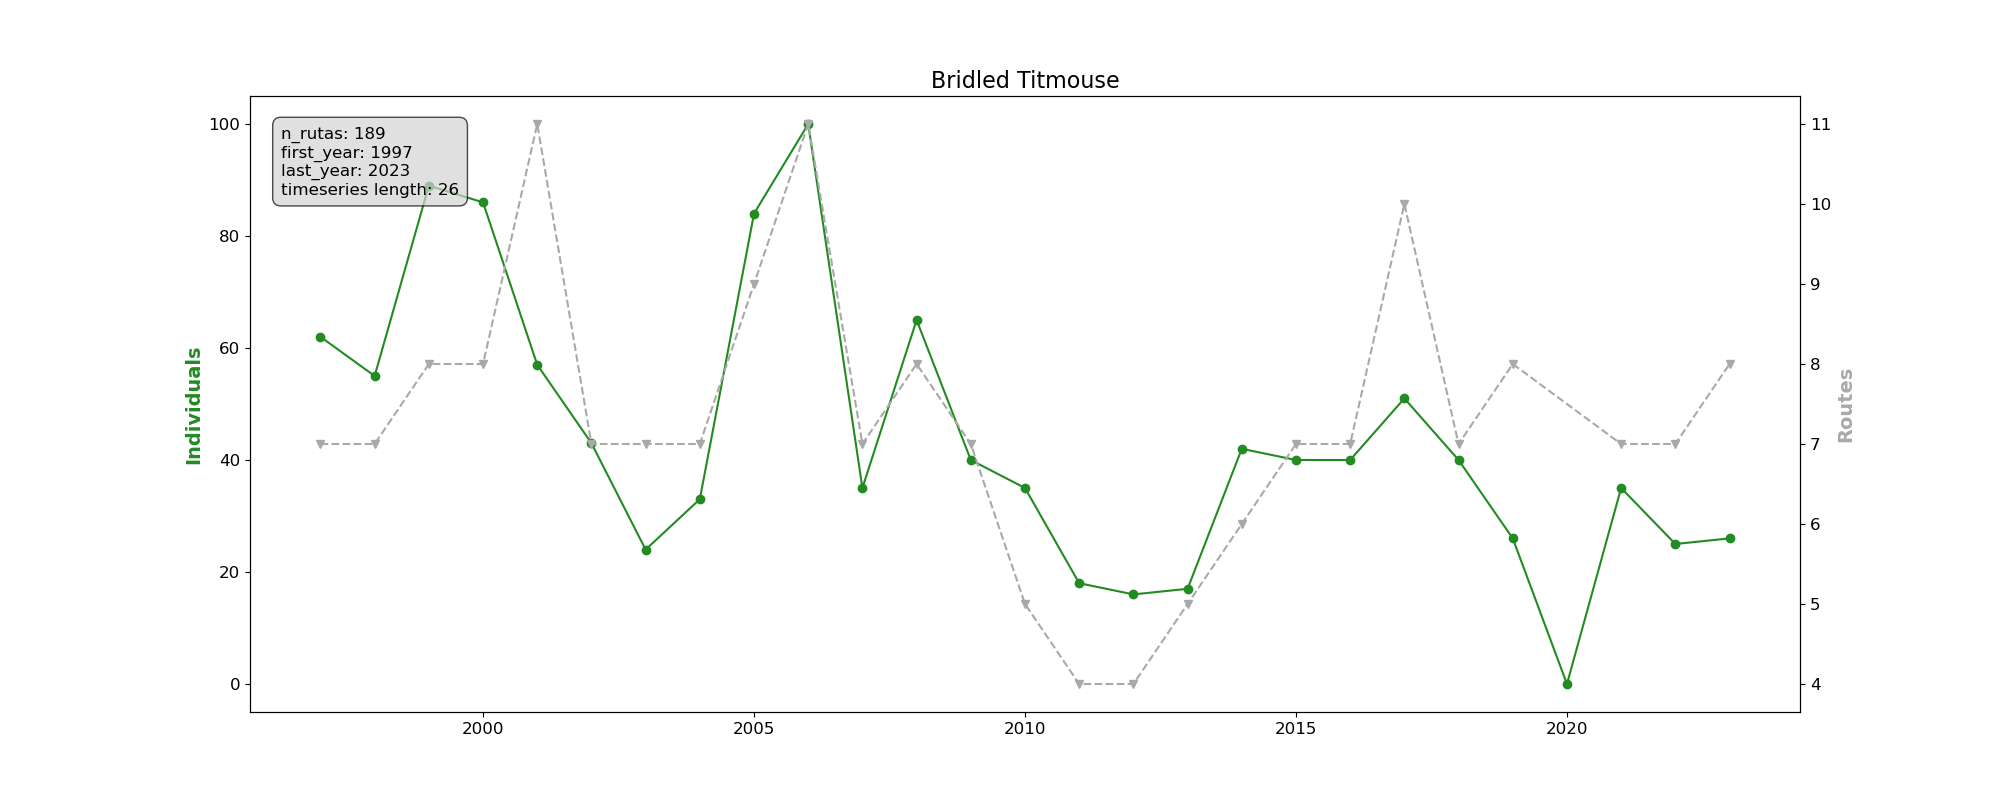 Bridled Titmouse
n_rutas: 189
first_year: 1997
last_year: 2023
timeseries length: 26
Individuals
100
80
60
40
20
0
Routes
11
10
9
8
7
6
5
4
2000 2005 2010 2015 2020